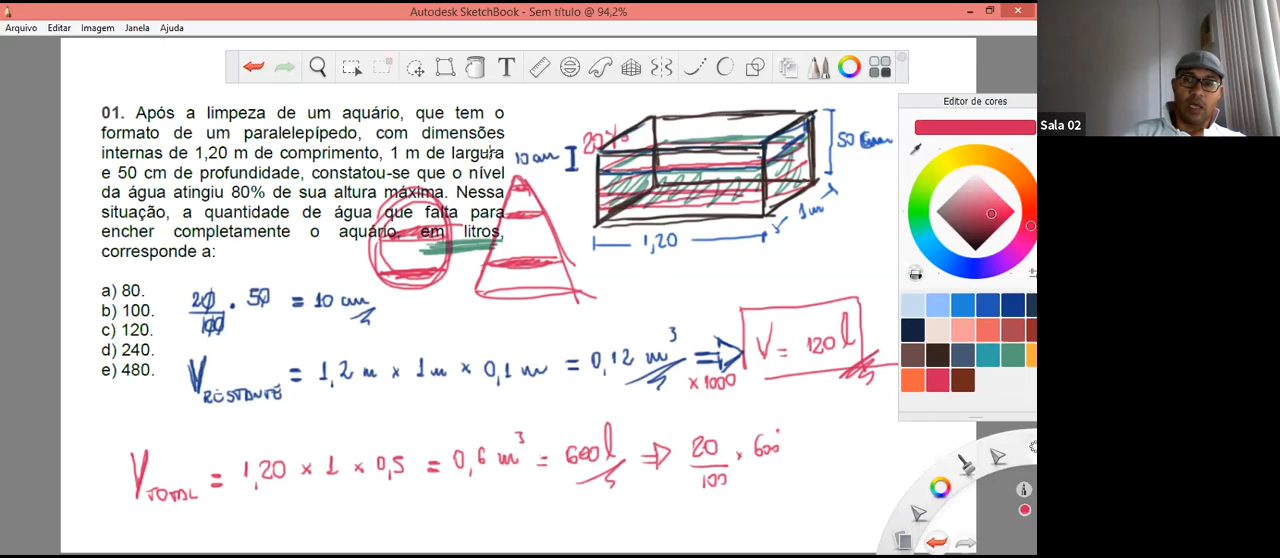 Autodesk SketchBook - Sem título @ 94,2%
Arquivo Editar Imagem Janela Ajuda
Editor de cores
Sala 02
01. Após a limpeza de um aquário, que tem o
formato de um paralelepípedo, com dimensões
internas de 1,20 m de comprimento, 1 m de largura
e 50 cm de profundidade, constatou-se que o nível
da água atingiu 80% de sua altura máxima. Nessa
situação, a quantidade de água que falta para
encher completamente o aquário, em litros,
corresponde a:
10 cm
20%
50 cm
1m
1,20
a) 80.
b) 100.
c) 120.
d) 240.
e) 480.
20/100 . 50 = 10 cm
V RESTANTE = 1,2 m x 1m x 0,1 m = 0,12 m³ ⇒ V = 120 l
x 1000
V TOTAL = 1,20 x 1 x 0,5 = 0,6 m³ = 600 l ⇒ 20/100 x 600